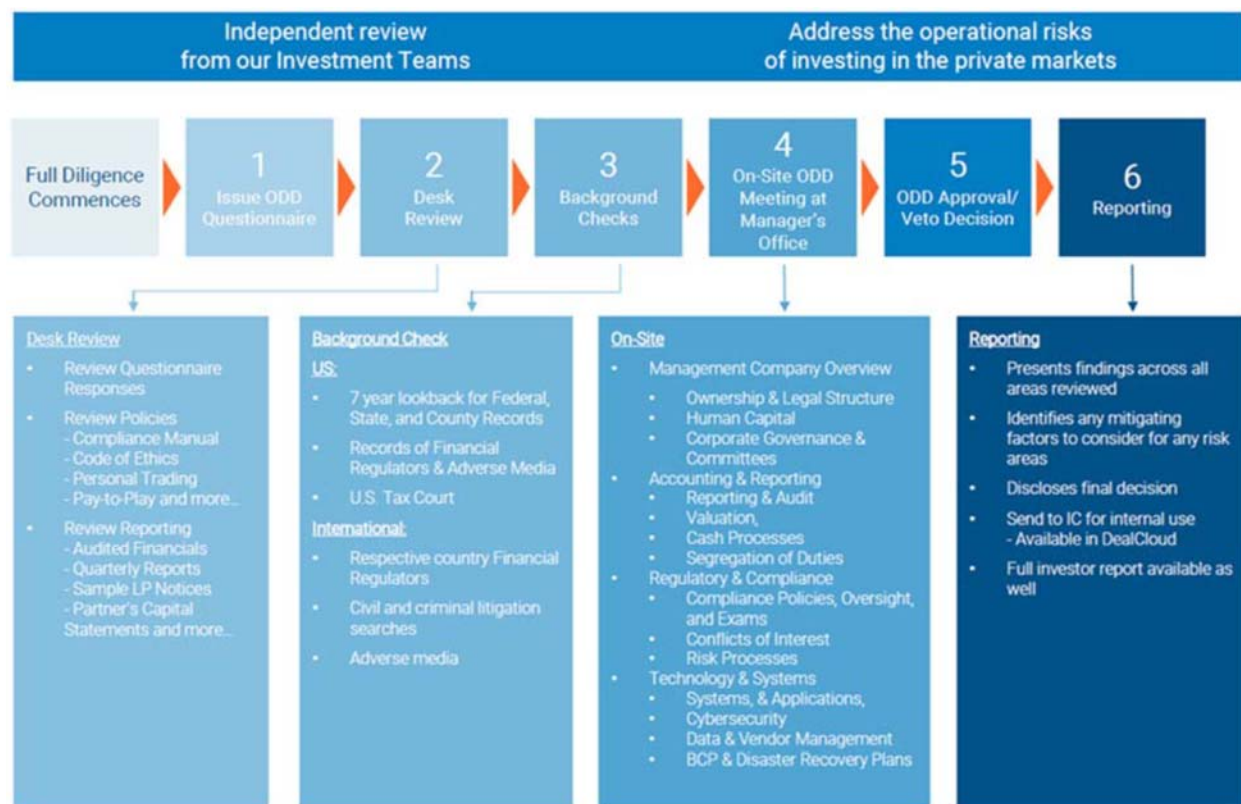 Independent review
from our Investment Teams
Address the operational risks
of investing in the private markets
Full Diligence
Commences
1
Issue ODD
Questionnaire
2
Desk
Review
3
Background
Checks
4
On-Site ODD
Meeting at
Manager's
Office
5
ODD Approval/
Veto Decision
6
Reporting
Desk Review
• Review Questionnaire
Responses
• Review Policies
- Compliance Manual
- Code of Ethics
- Personal Trading
- Pay-to-Play and more...
• Review Reporting
- Audited Financials
- Quarterly Reports
- Sample LP Notices
- Partner's Capital
Statements and more...
Background Check
US:
• 7 year lookback for Federal,
State, and County Records
• Records of Financial
Regulators & Adverse Media
• U.S. Tax Court
International:
• Respective country Financial
Regulators
• Civil and criminal litigation
searches
• Adverse media
On-Site
• Management Company Overview
• Ownership & Legal Structure
• Human Capital
• Corporate Governance &
Committees
• Accounting & Reporting
• Reporting & Audit
• Valuation,
• Cash Processes
• Segregation of Duties
• Regulatory & Compliance
• Compliance Policies, Oversight,
and Exams
• Conflicts of Interest
• Risk Processes
• Technology & Systems
• Systems, & Applications,
• Cybersecurity
• Data & Vendor Management
• BCP & Disaster Recovery Plans
Reporting
• Presents findings across all
areas reviewed
• Identifies any mitigating
factors to consider for any risk
areas
• Discloses final decision
• Send to IC for internal use
- Available in DealCloud
• Full investor report available as
well